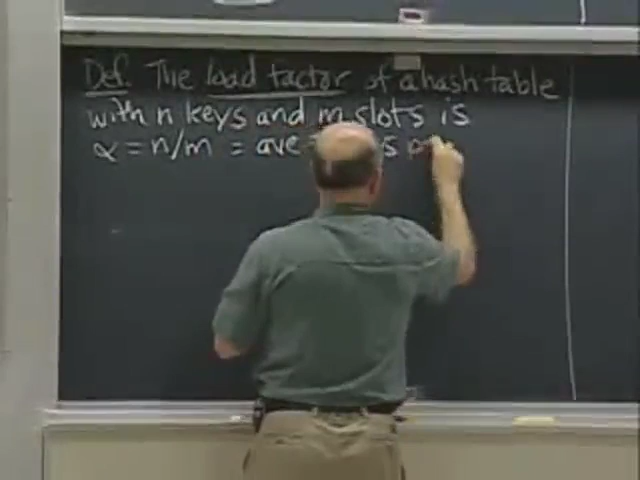 Def. The load factor of a hash table
with n keys and m slots is
α = n/m = ave